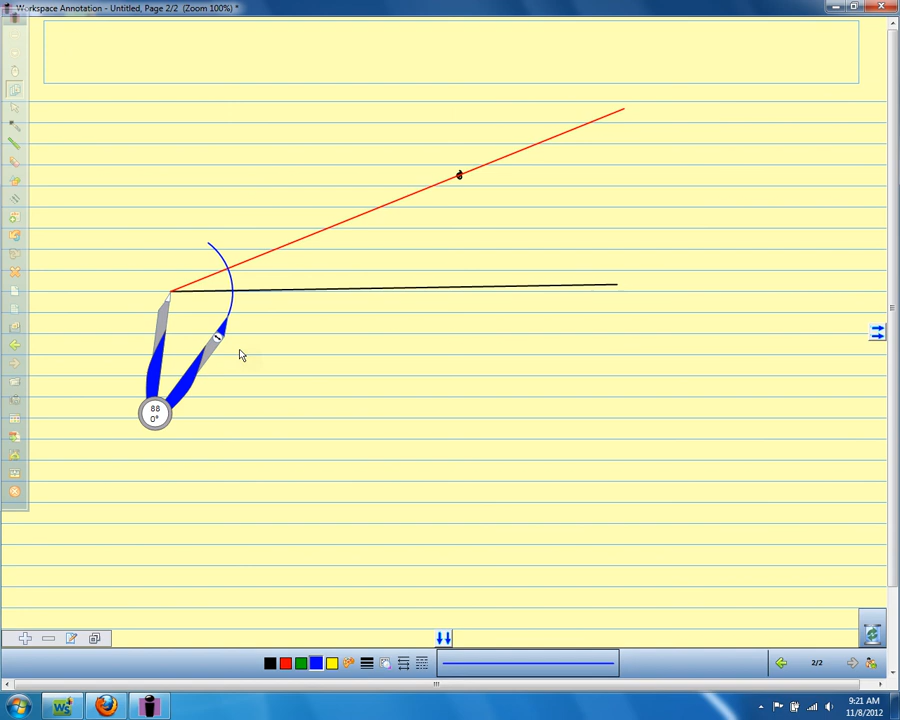 Workspace Annotation - Untitled, Page 2/2 (Zoom 100%) *
88
0°
2/2
9:21 AM
11/8/2012